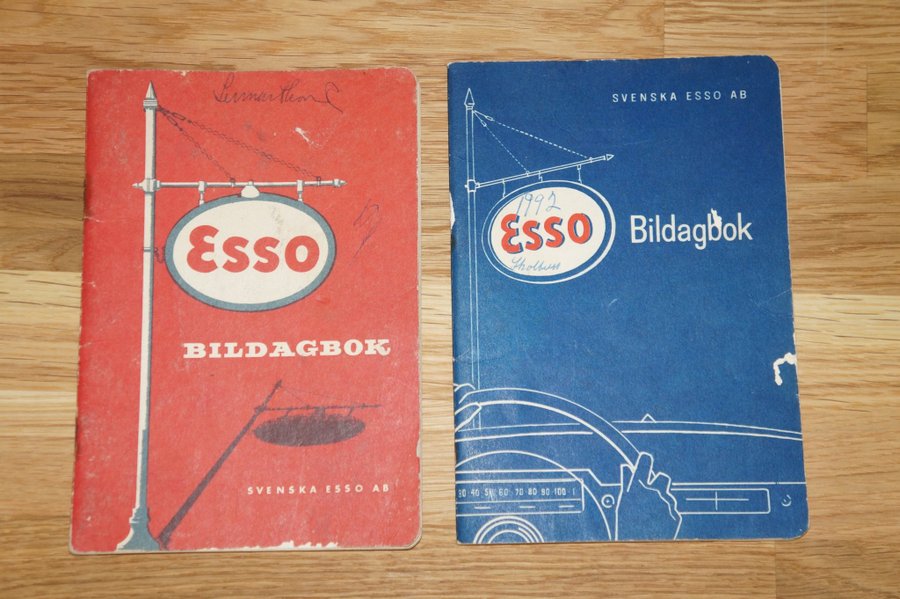 Esso
BILDAGBOK
SVENSKA ESSO AB
SVENSKA ESSO AB
1992
Esso
Bildagbok
30 40 50 60 70 80 90 100